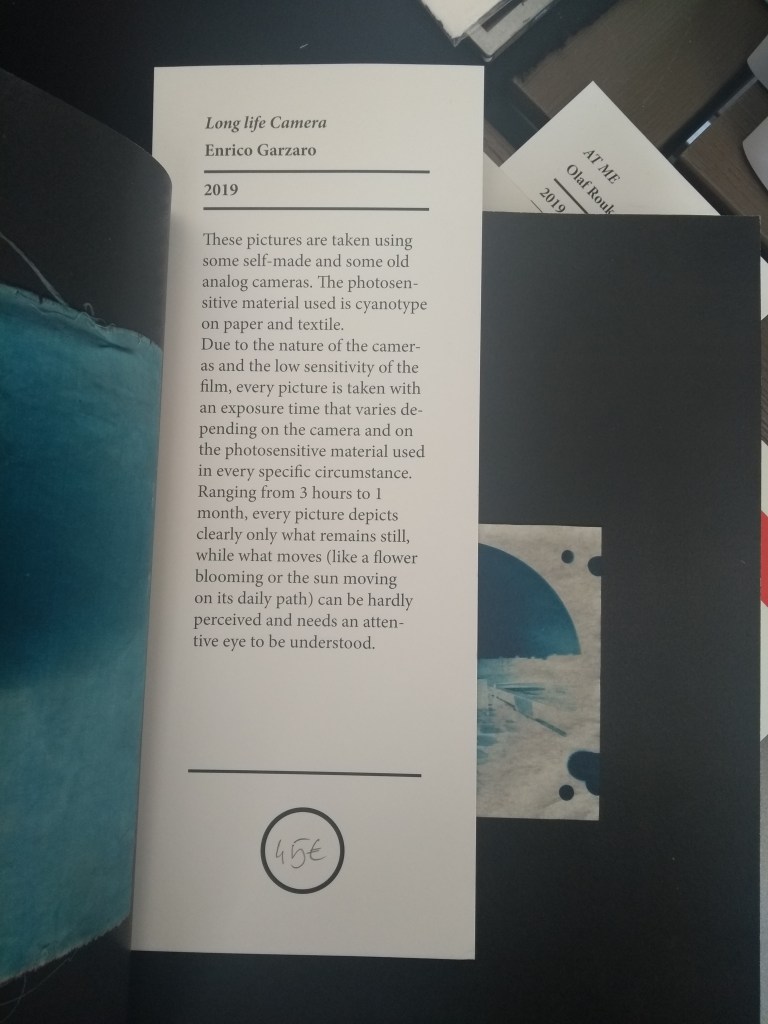 Long life Camera
Enrico Garzaro
2019
These pictures are taken using
some self-made and some old
analog cameras. The photosen-
sitive material used is cyanotype
on paper and textile.
Due to the nature of the camer-
as and the low sensitivity of the
film, every picture is taken with
an exposure time that varies de-
pending on the camera and on
the photosensitive material used
in every specific circumstance.
Ranging from 3 hours to 1
month, every picture depicts
clearly only what remains still,
while what moves (like a flower
blooming or the sun moving
on its daily path) can be hardly
perceived and needs an atten-
tive eye to be understood.
45€
AT ME
Olaf Rouk
2019